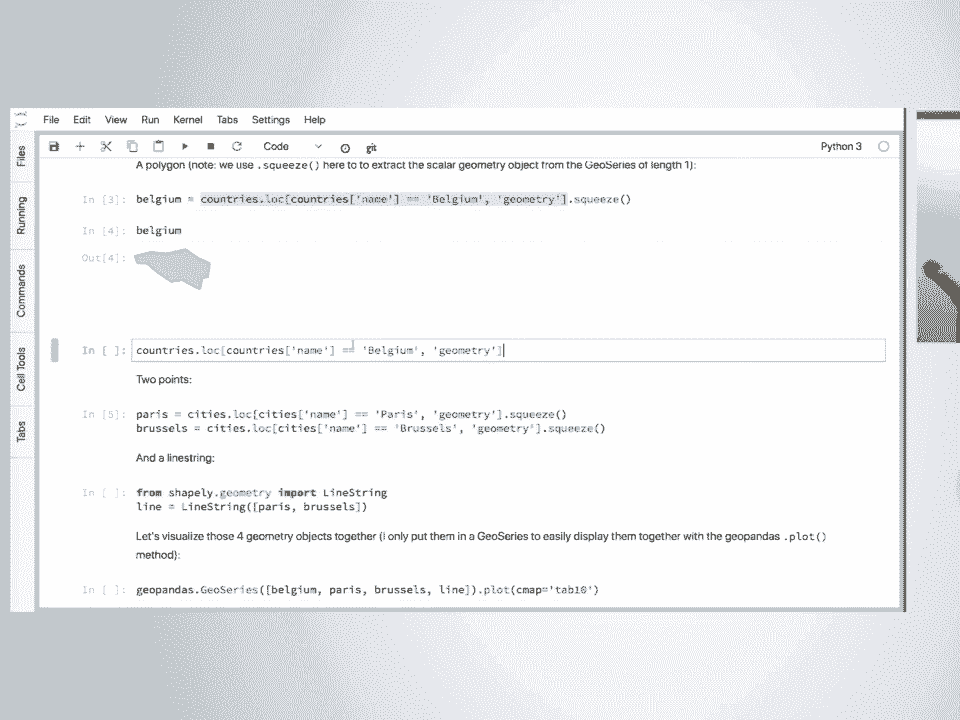 File Edit View Run Kernel Tabs Settings Help
Code git Python 3
Files
Running
Commands
Cell Tools
Tabs
A polygon (note: we use .squeeze() here to to extract the scalar geometry object from the GeoSeries of length 1):
In [3]: belgium = countries.loc[countries['name'] == 'Belgium', 'geometry'].squeeze()
In [4]: belgium
Out[4]:
In [ ]: countries.loc[countries['name'] == 'Belgium', 'geometry']
Two points:
In [5]: paris = cities.loc[cities['name'] == 'Paris', 'geometry'].squeeze()
brussels = cities.loc[cities['name'] == 'Brussels', 'geometry'].squeeze()
And a linestring:
In [ ]: from shapely.geometry import LineString
line = LineString([paris, brussels])
Let's visualize those 4 geometry objects together (i only put them in a GeoSeries to easily display them together with the geopandas .plot()
method):
In [ ]: geopandas.GeoSeries([belgium, paris, brussels, line]).plot(cmap='tab10')